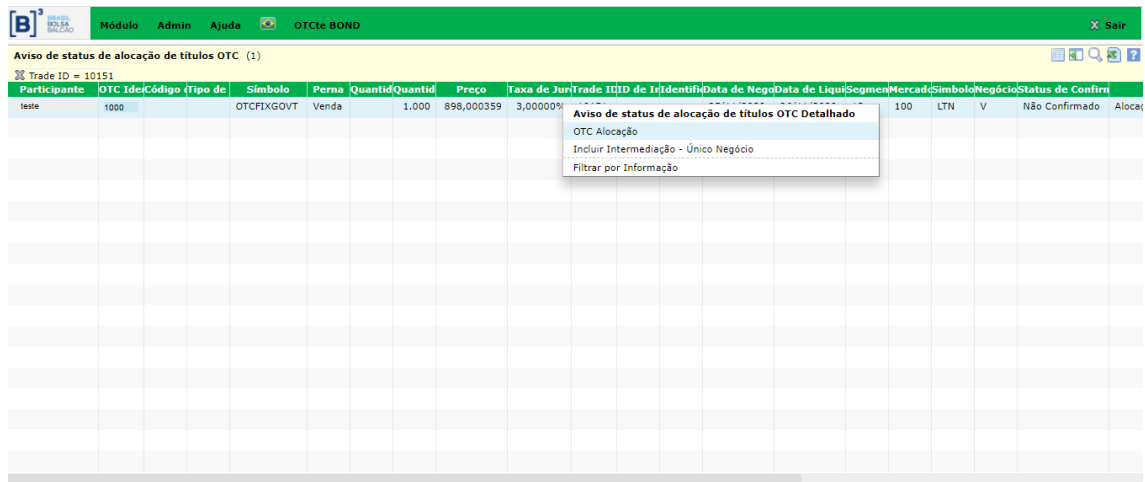 [B]³ BRASIL BOLSA BALCÃO Módulo Admin Ajuda OTCte BOND Sair
Aviso de status de alocação de títulos OTC (1)
Trade ID = 10151
Participante OTC Ide Código Tipo de Símbolo Perna Quantid Quantid Preço Taxa de Jur Trade ID ID de I Identifi Data de Nego Data de Liqui Segmen Mercad Simbolo Negócio Status de Confirm
teste 1000 OTCFIXGOVT Venda 1.000 898,000359 3,00000% 100 LTN V Não Confirmado Alocaç
Aviso de status de alocação de títulos OTC Detalhado
OTC Alocação
Incluir Intermediação - Único Negócio
Filtrar por Informação